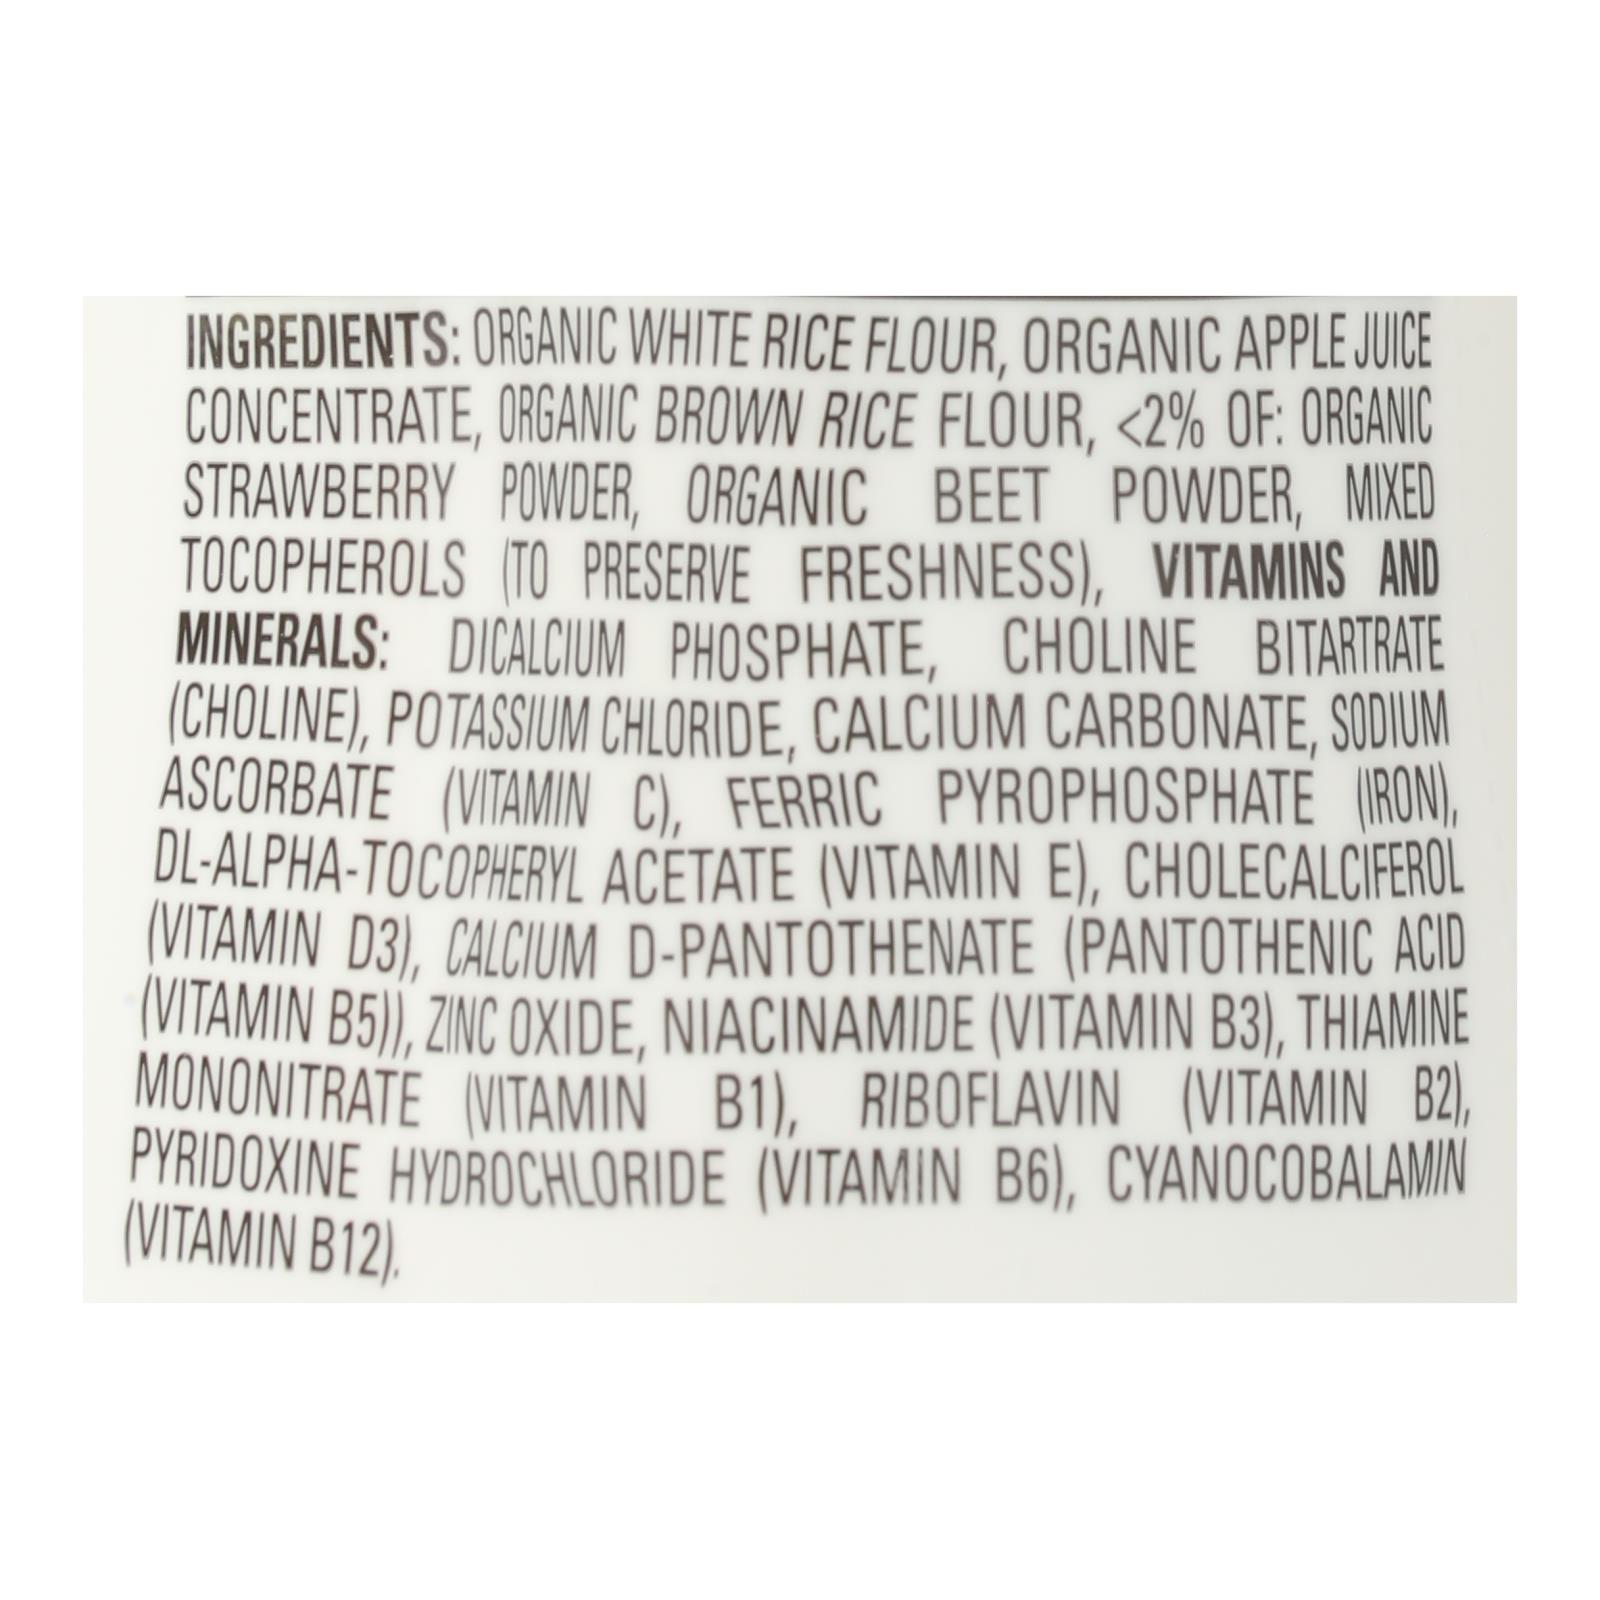 INGREDIENTS: ORGANIC WHITE RICE FLOUR, ORGANIC APPLE JUICE
CONCENTRATE, ORGANIC BROWN RICE FLOUR, <2% OF: ORGANIC
STRAWBERRY POWDER, ORGANIC BEET POWDER, MIXED
TOCOPHEROLS (TO PRESERVE FRESHNESS), VITAMINS AND
MINERALS: DICALCIUM PHOSPHATE, CHOLINE BITARTRATE
(CHOLINE), POTASSIUM CHLORIDE, CALCIUM CARBONATE, SODIUM
ASCORBATE (VITAMIN C), FERRIC PYROPHOSPHATE (IRON),
DL-ALPHA-TOCOPHERYL ACETATE (VITAMIN E), CHOLECALCIFEROL
(VITAMIN D3), CALCIUM D-PANTOTHENATE (PANTOTHENIC ACID
(VITAMIN B5)), ZINC OXIDE, NIACINAMIDE (VITAMIN B3), THIAMINE
MONONITRATE (VITAMIN B1), RIBOFLAVIN (VITAMIN B2),
PYRIDOXINE HYDROCHLORIDE (VITAMIN B6), CYANOCOBALAMIN
(VITAMIN B12).